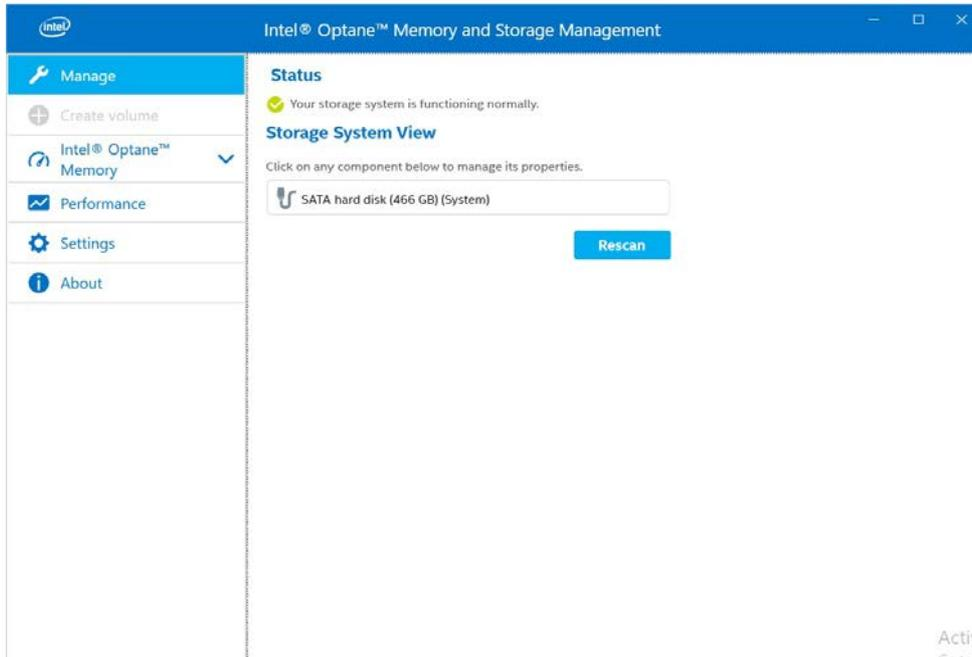 intel
Intel® Optane™ Memory and Storage Management
Manage
Create volume
Intel® Optane™
Memory
Performance
Settings
About
Status
Your storage system is functioning normally.
Storage System View
Click on any component below to manage its properties.
SATA hard disk (466 GB) (System)
Rescan
Acti